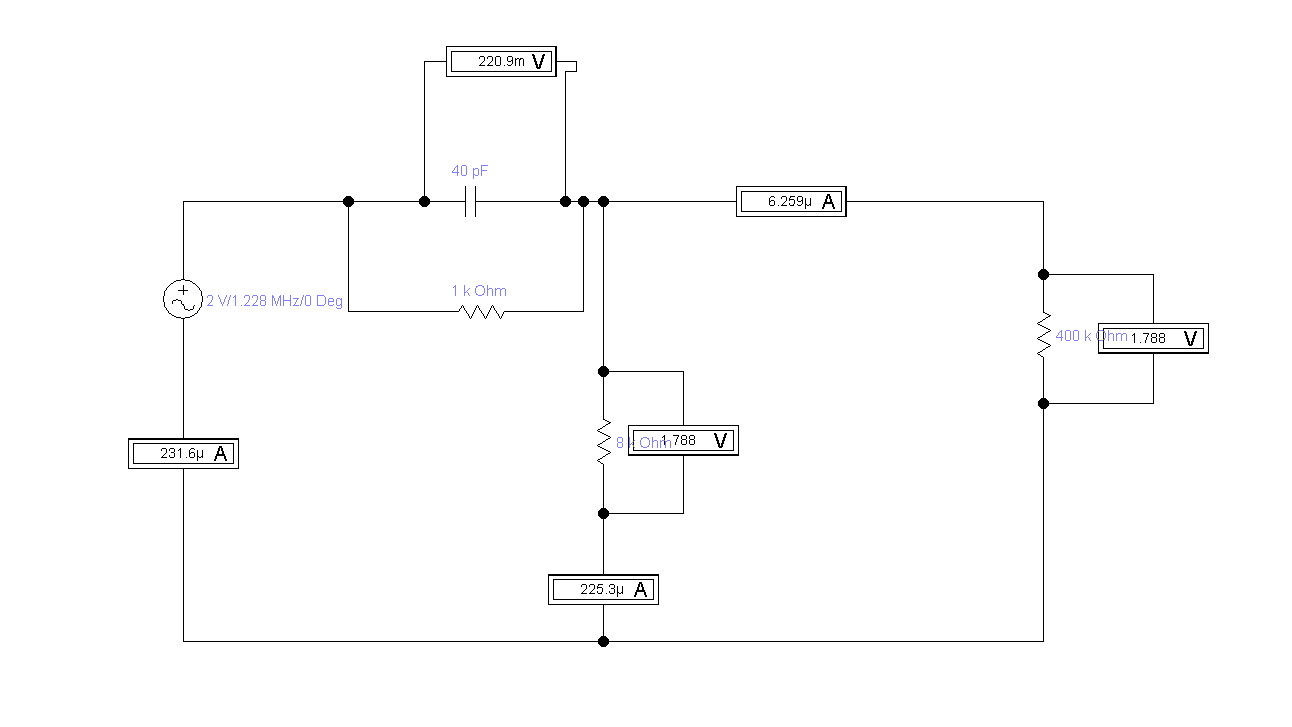 220.9m V
40 pF
6.259µ A
1 k Ohm
2 V/1.228 MHz/0 Deg
400 k Ohm
1.788 V
8 k Ohm
1.788 V
231.6µ A
225.3µ A